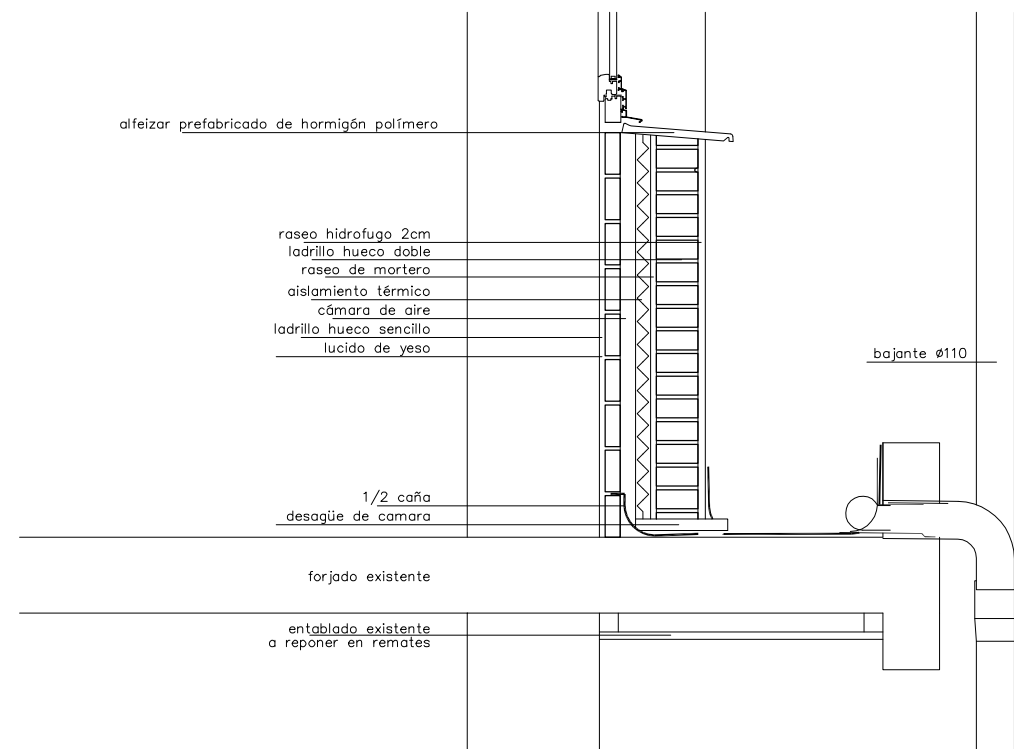 alfeizar prefabricado de hormigón polímero
raseo hidrofugo 2cm
ladrillo hueco doble
raseo de mortero
aislamiento térmico
cámara de aire
ladrillo hueco sencillo
lucido de yeso
bajante ø110
1/2 caña
desagüe de camara
forjado existente
entablado existente
a reponer en remates